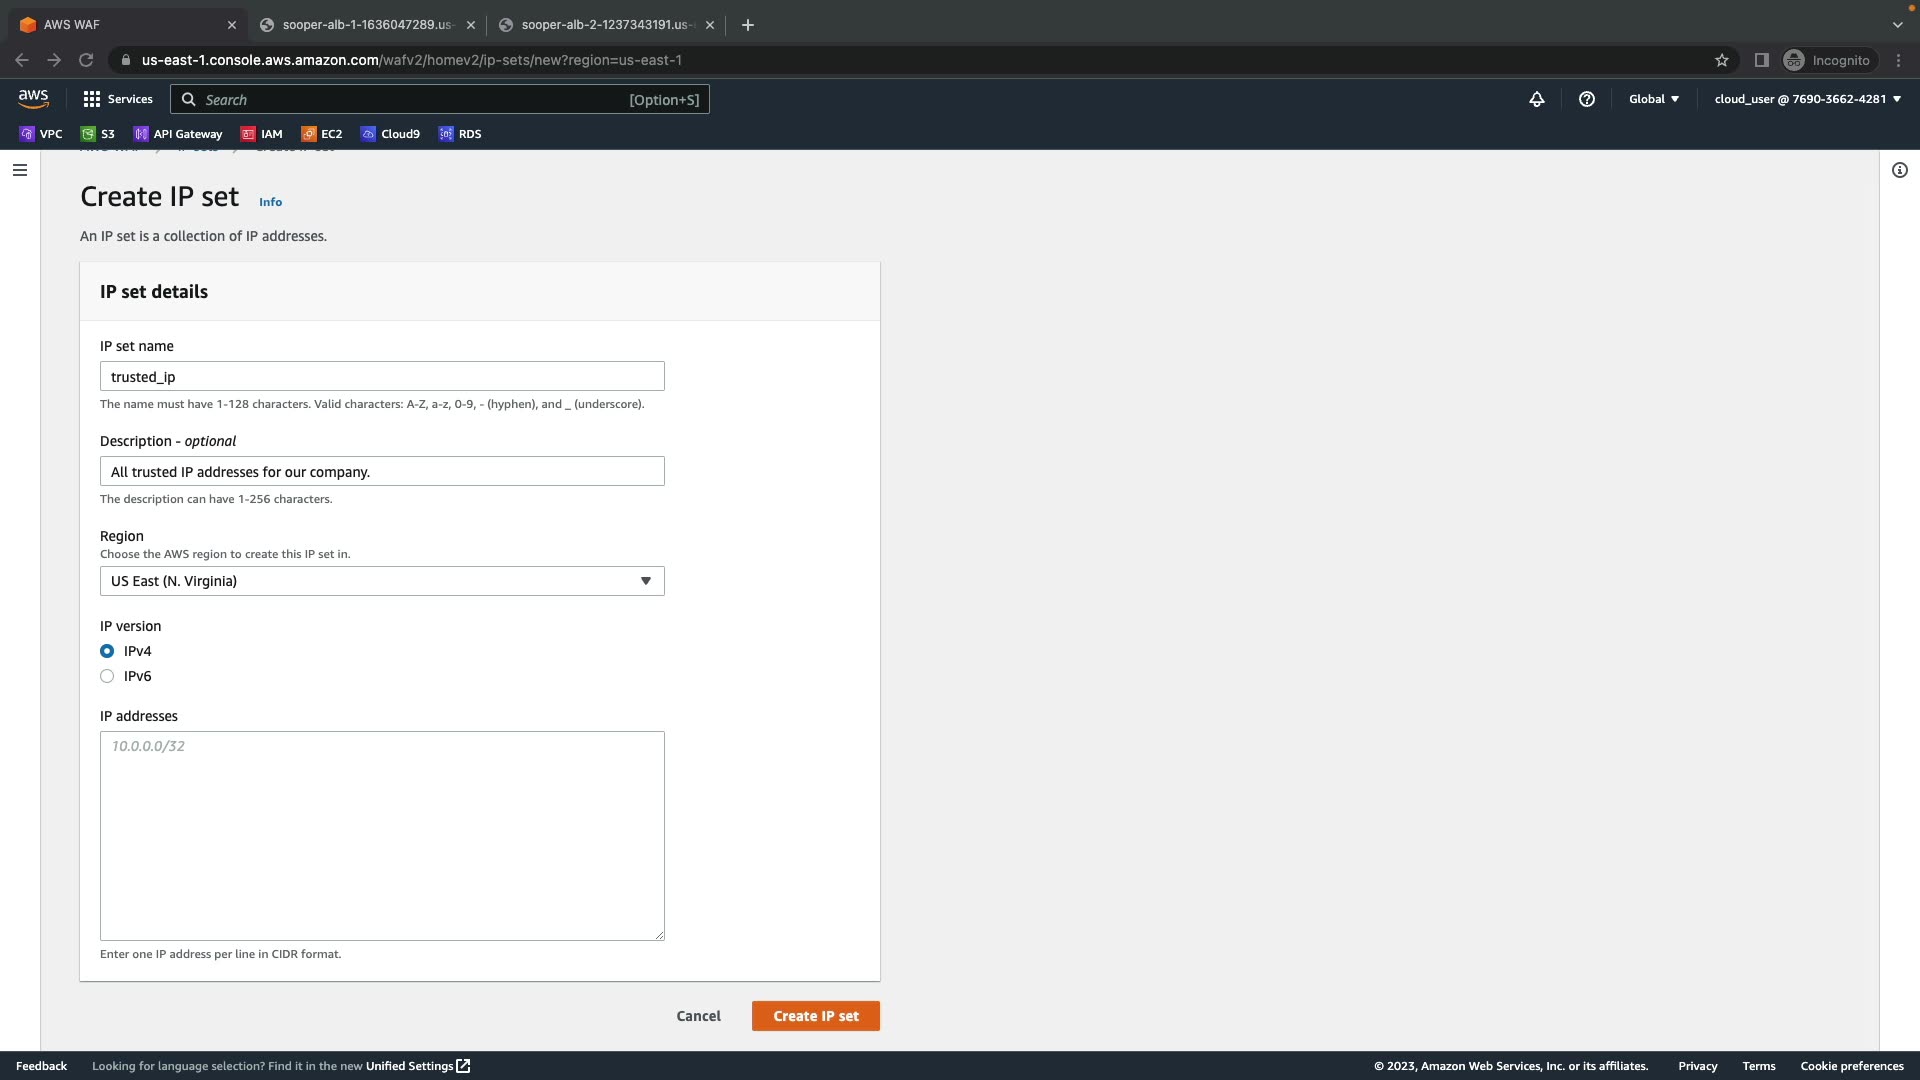 AWS WAF
sooper-alb-1-1636047289.us-
sooper-alb-2-1237343191.us-
us-east-1.console.aws.amazon.com/wafv2/homev2/ip-sets/new?region=us-east-1
Incognito
aws
Services
Search
[Option+S]
Global
cloud_user @ 7690-3662-4281
VPC
S3
API Gateway
IAM
EC2
Cloud9
RDS
Create IP set
Info
An IP set is a collection of IP addresses.
IP set details
IP set name
trusted_ip
The name must have 1-128 characters. Valid characters: A-Z, a-z, 0-9, - (hyphen), and _ (underscore).
Description - optional
All trusted IP addresses for our company.
The description can have 1-256 characters.
Region
Choose the AWS region to create this IP set in.
US East (N. Virginia)
IP version
IPv4
IPv6
IP addresses
10.0.0.0/32
Enter one IP address per line in CIDR format.
Cancel
Create IP set
Feedback
Looking for language selection? Find it in the new Unified Settings
© 2023, Amazon Web Services, Inc. or its affiliates.
Privacy
Terms
Cookie preferences